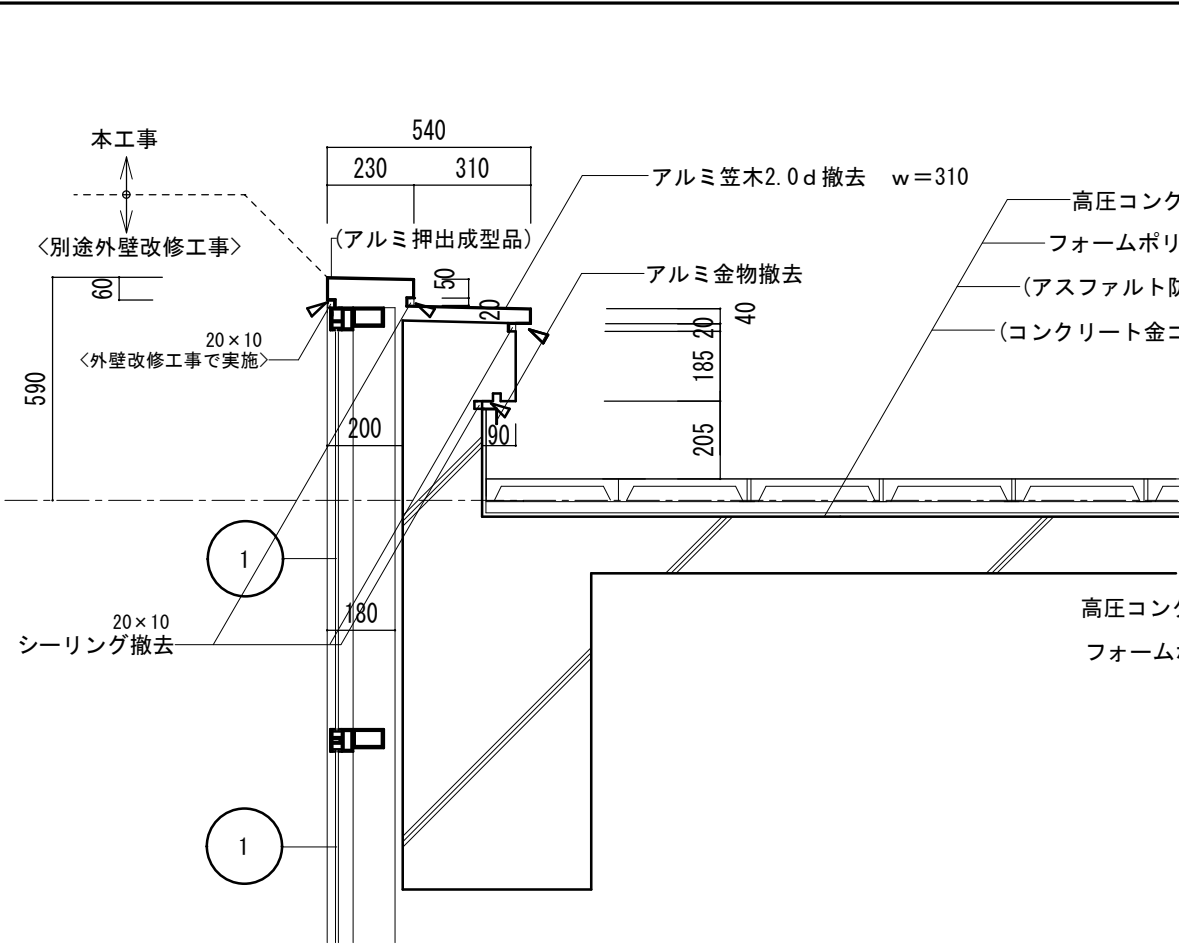 本工事
540
230
310
アルミ笠木2.0d撤去　w=310
高圧コンク
〈別途外壁改修工事〉
(アルミ押出成型品)
フォームポリ
アルミ金物撤去
60
50
(アスファルト防
20
40
20
20×10
〈外壁改修工事で実施〉
(コンクリート金コ
185
590
200
90
205
1
180
高圧コンク
20×10
シーリング撤去
フォーム
1